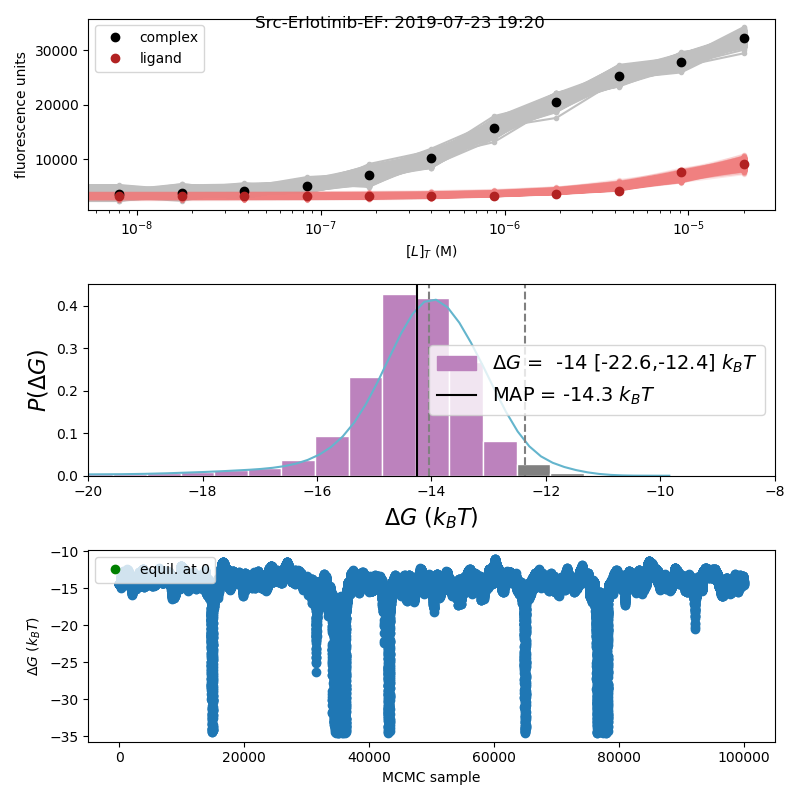 Src-Erlotinib-EF: 2019-07-23 19:20
complex
ligand
fluorescence units
30000
20000
10000
10⁻⁸ 10⁻⁷ 10⁻⁶ 10⁻⁵
[L]_T (M)
P(ΔG)
0.4
0.3
0.2
0.1
0.0
ΔG = -14 [-22.6,-12.4] k_BT
MAP = -14.3 k_BT
−20 −18 −16 −14 −12 −10 −8
ΔG (k_BT)
equil. at 0
ΔG (k_BT)
−10
−15
−20
−25
−30
−35
0 20000 40000 60000 80000 100000
MCMC sample